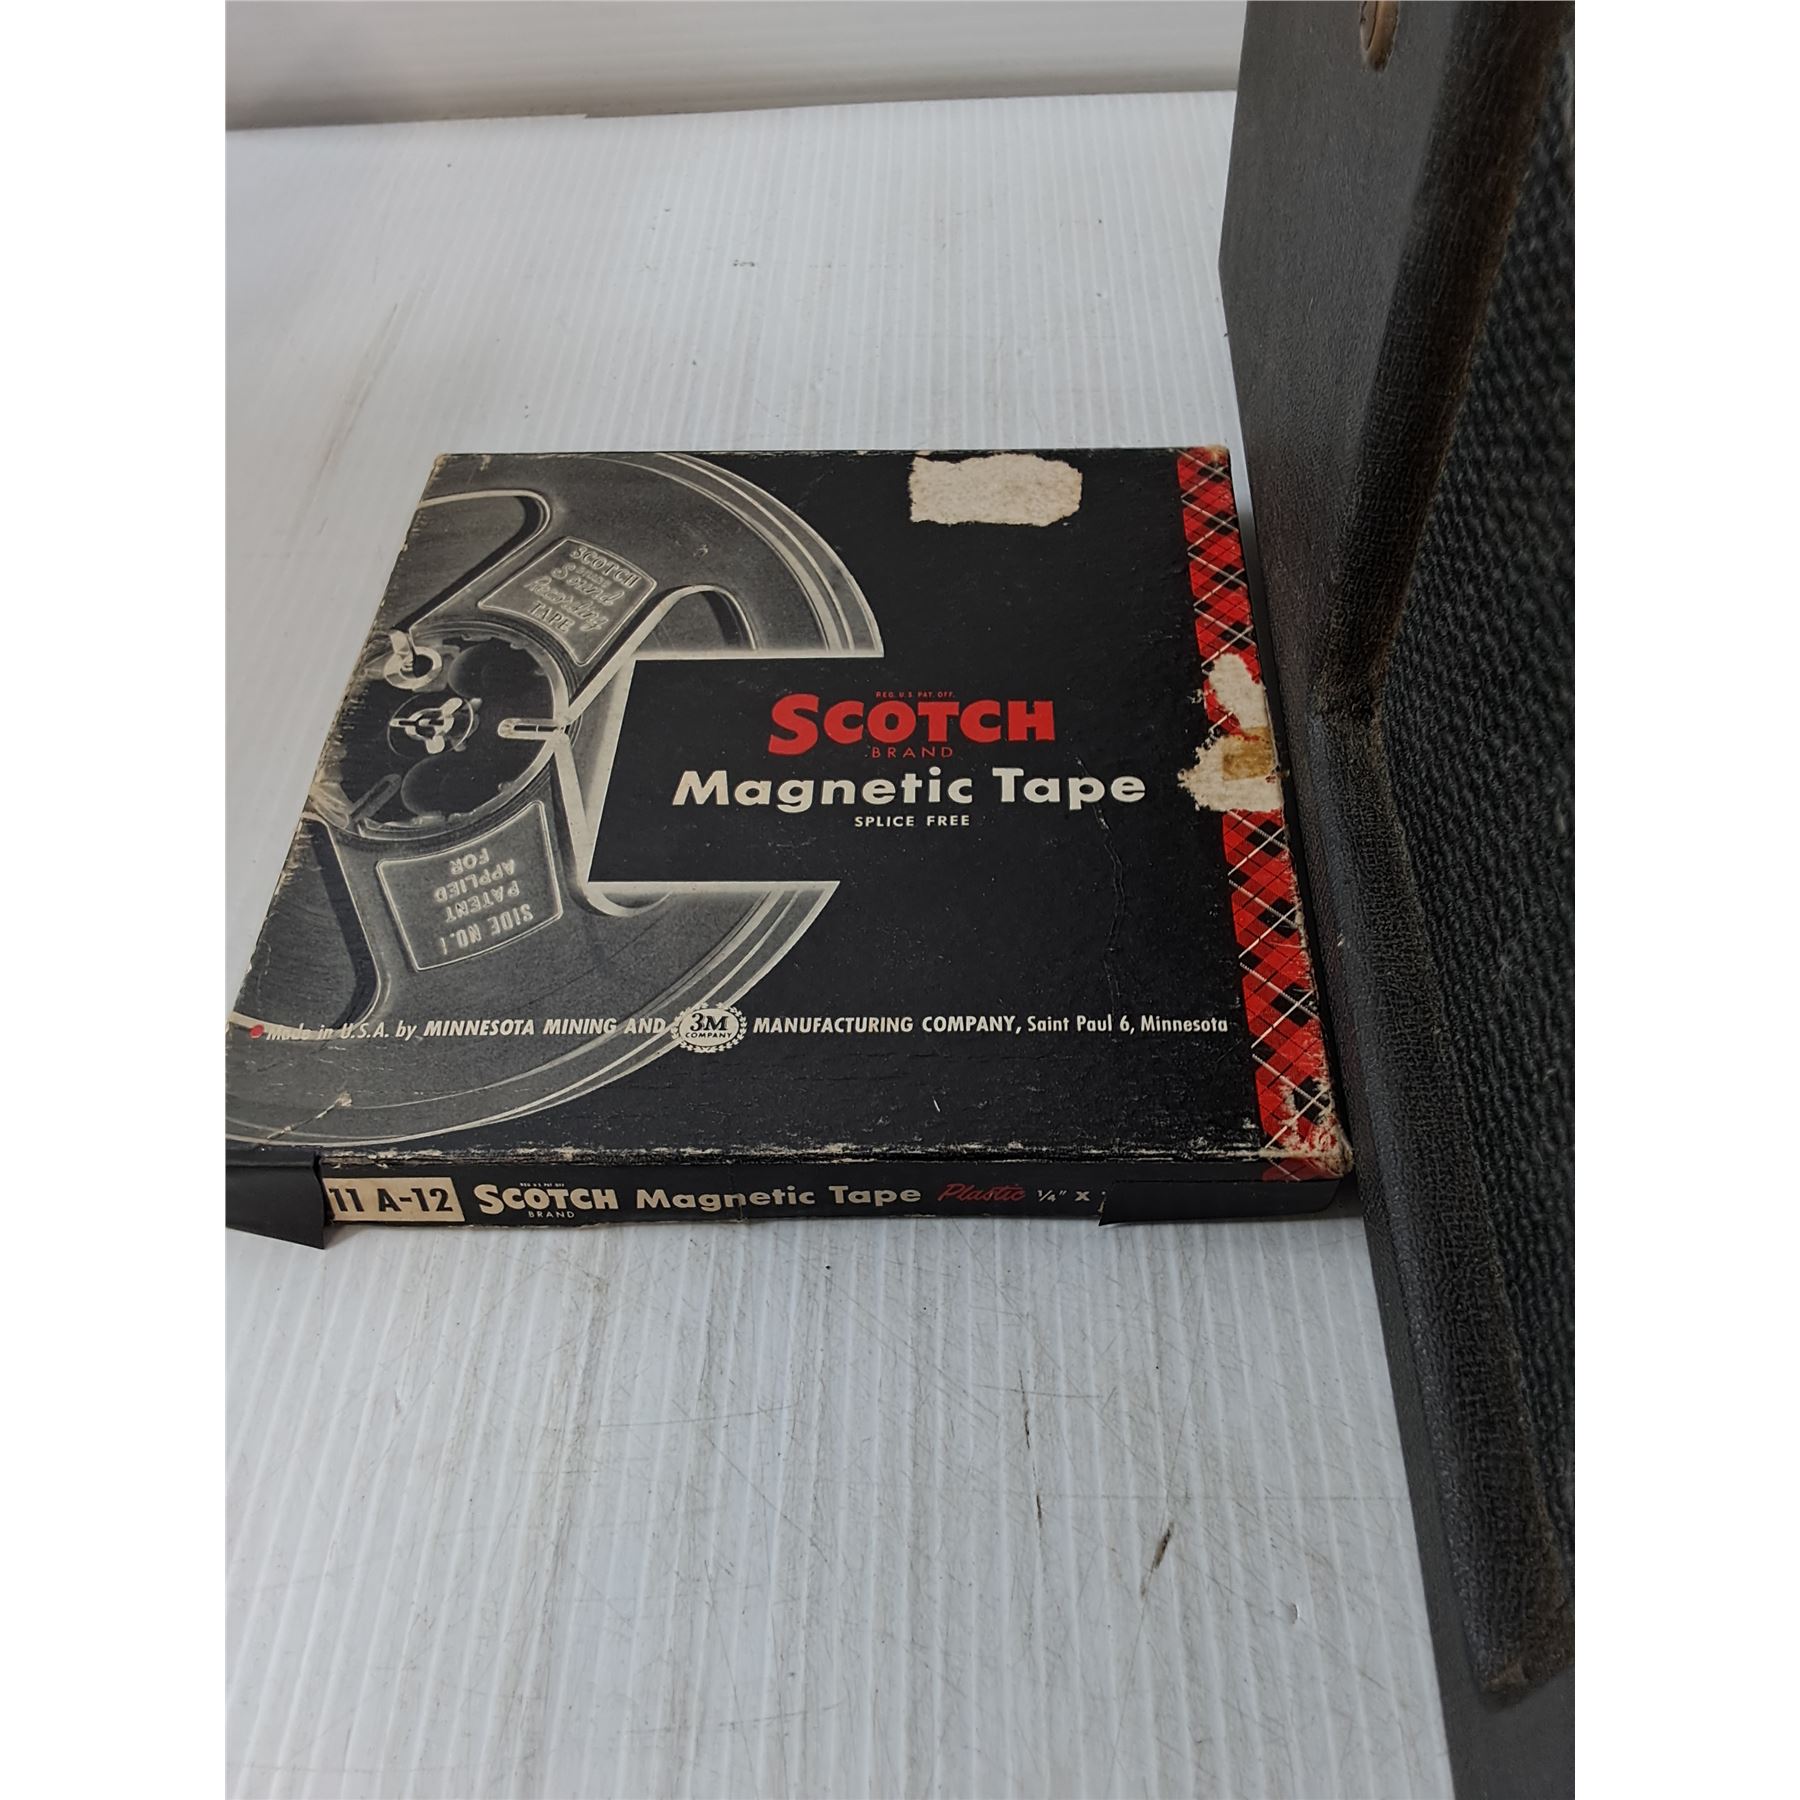 SCOTCH
Sound
Recording
TAPE
REG. U.S. PAT. OFF.
SCOTCH
BRAND
Magnetic Tape
SPLICE FREE
SIDE NO.1
PATENT
APPLIED
FOR
Made in U.S.A. by MINNESOTA MINING AND 3M COMPANY MANUFACTURING COMPANY, Saint Paul 6, Minnesota
11 A-12 SCOTCH BRAND Magnetic Tape Plastic ¼" x
REG. U.S. PAT. OFF.